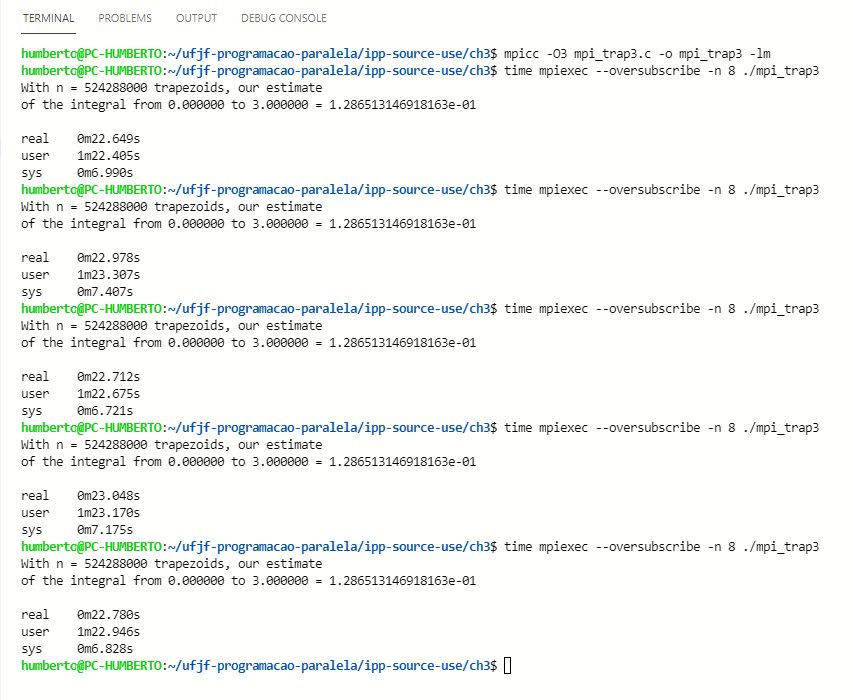 TERMINAL PROBLEMS OUTPUT DEBUG CONSOLE
humberto@PC-HUMBERTO:~/ufjf-programacao-paralela/ipp-source-use/ch3$ mpicc -O3 mpi_trap3.c -o mpi_trap3 -lm
humberto@PC-HUMBERTO:~/ufjf-programacao-paralela/ipp-source-use/ch3$ time mpiexec --oversubscribe -n 8 ./mpi_trap3
With n = 524288000 trapezoids, our estimate
of the integral from 0.000000 to 3.000000 = 1.286513146918163e-01
real 0m22.649s
user 1m22.405s
sys 0m6.990s
humberto@PC-HUMBERTO:~/ufjf-programacao-paralela/ipp-source-use/ch3$ time mpiexec --oversubscribe -n 8 ./mpi_trap3
With n = 524288000 trapezoids, our estimate
of the integral from 0.000000 to 3.000000 = 1.286513146918163e-01
real 0m22.978s
user 1m23.307s
sys 0m7.407s
humberto@PC-HUMBERTO:~/ufjf-programacao-paralela/ipp-source-use/ch3$ time mpiexec --oversubscribe -n 8 ./mpi_trap3
With n = 524288000 trapezoids, our estimate
of the integral from 0.000000 to 3.000000 = 1.286513146918163e-01
real 0m22.712s
user 1m22.675s
sys 0m6.721s
humberto@PC-HUMBERTO:~/ufjf-programacao-paralela/ipp-source-use/ch3$ time mpiexec --oversubscribe -n 8 ./mpi_trap3
With n = 524288000 trapezoids, our estimate
of the integral from 0.000000 to 3.000000 = 1.286513146918163e-01
real 0m23.048s
user 1m23.170s
sys 0m7.175s
humberto@PC-HUMBERTO:~/ufjf-programacao-paralela/ipp-source-use/ch3$ time mpiexec --oversubscribe -n 8 ./mpi_trap3
With n = 524288000 trapezoids, our estimate
of the integral from 0.000000 to 3.000000 = 1.286513146918163e-01
real 0m22.780s
user 1m22.946s
sys 0m6.828s
humberto@PC-HUMBERTO:~/ufjf-programacao-paralela/ipp-source-use/ch3$